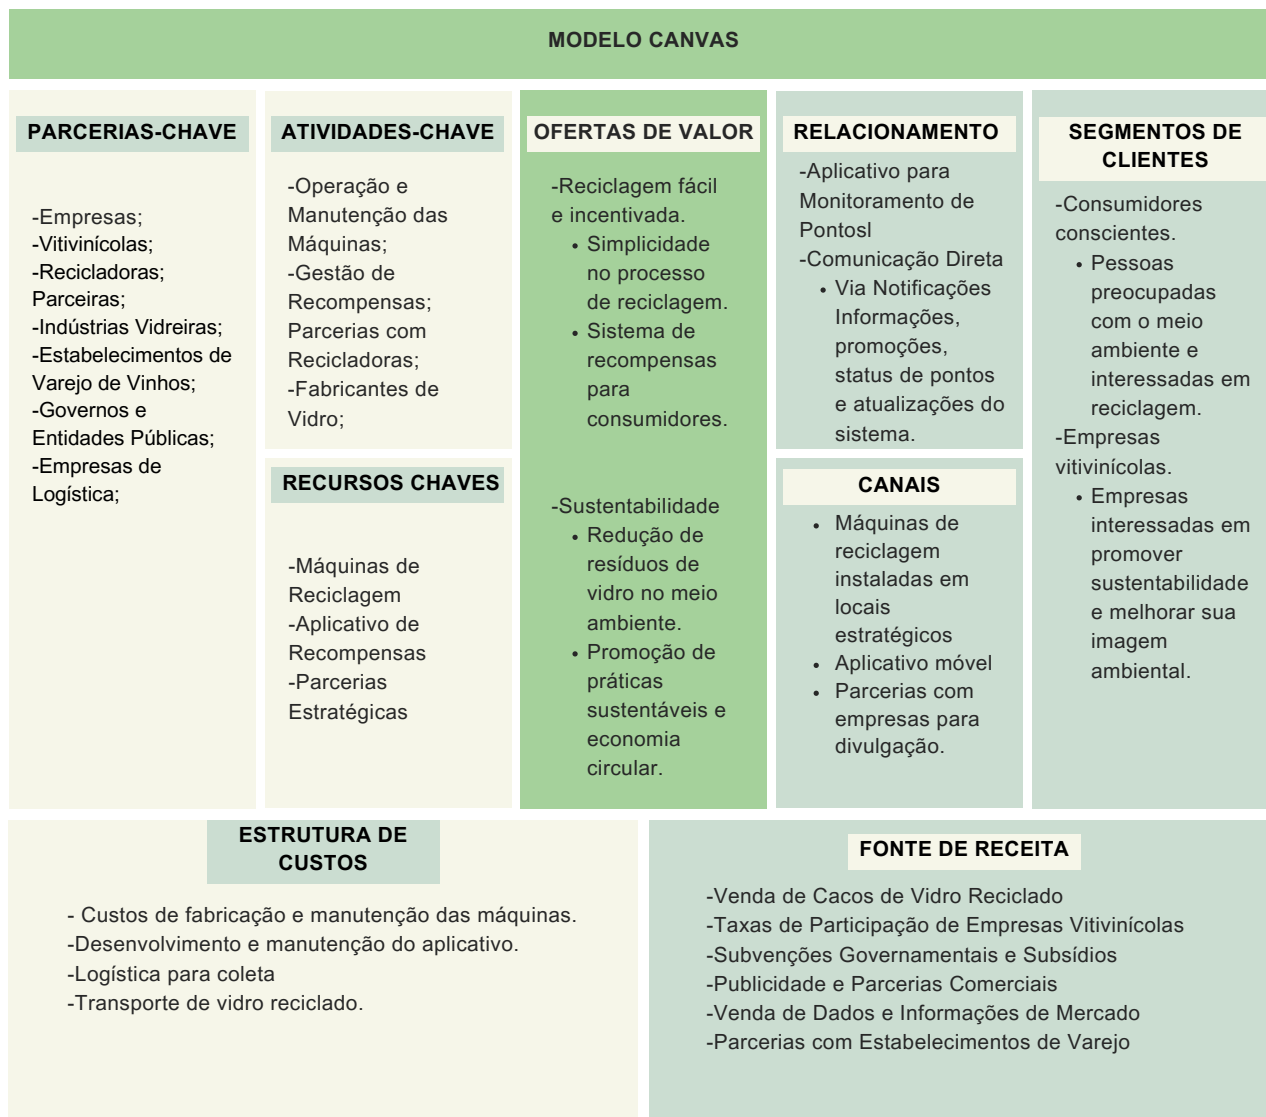 MODELO CANVAS
PARCERIAS-CHAVE
-Empresas;
-Vitivinícolas;
-Recicladoras;
Parceiras;
-Indústrias Vidreiras;
-Estabelecimentos de
Varejo de Vinhos;
-Governos e
Entidades Públicas;
-Empresas de
Logística;
ATIVIDADES-CHAVE
-Operação e
Manutenção das
Máquinas;
-Gestão de
Recompensas;
Parcerias com
Recicladoras;
-Fabricantes de
Vidro;
RECURSOS CHAVES
-Máquinas de
Reciclagem
-Aplicativo de
Recompensas
-Parcerias
Estratégicas
OFERTAS DE VALOR
-Reciclagem fácil
e incentivada.
• Simplicidade
no processo
de reciclagem.
• Sistema de
recompensas
para
consumidores.
-Sustentabilidade
• Redução de
resíduos de
vidro no meio
ambiente.
• Promoção de
práticas
sustentáveis e
economia
circular.
RELACIONAMENTO
-Aplicativo para
Monitoramento de
Pontosl
-Comunicação Direta
• Via Notificações
Informações,
promoções,
status de pontos
e atualizações do
sistema.
CANAIS
• Máquinas de
reciclagem
instaladas em
locais
estratégicos
• Aplicativo móvel
• Parcerias com
empresas para
divulgação.
SEGMENTOS DE
CLIENTES
-Consumidores
conscientes.
• Pessoas
preocupadas
com o meio
ambiente e
interessadas em
reciclagem.
-Empresas
vitivinícolas.
• Empresas
interessadas em
promover
sustentabilidade
e melhorar sua
imagem
ambiental.
ESTRUTURA DE
CUSTOS
- Custos de fabricação e manutenção das máquinas.
-Desenvolvimento e manutenção do aplicativo.
-Logística para coleta
-Transporte de vidro reciclado.
FONTE DE RECEITA
-Venda de Cacos de Vidro Reciclado
-Taxas de Participação de Empresas Vitivinícolas
-Subvenções Governamentais e Subsídios
-Publicidade e Parcerias Comerciais
-Venda de Dados e Informações de Mercado
-Parcerias com Estabelecimentos de Varejo